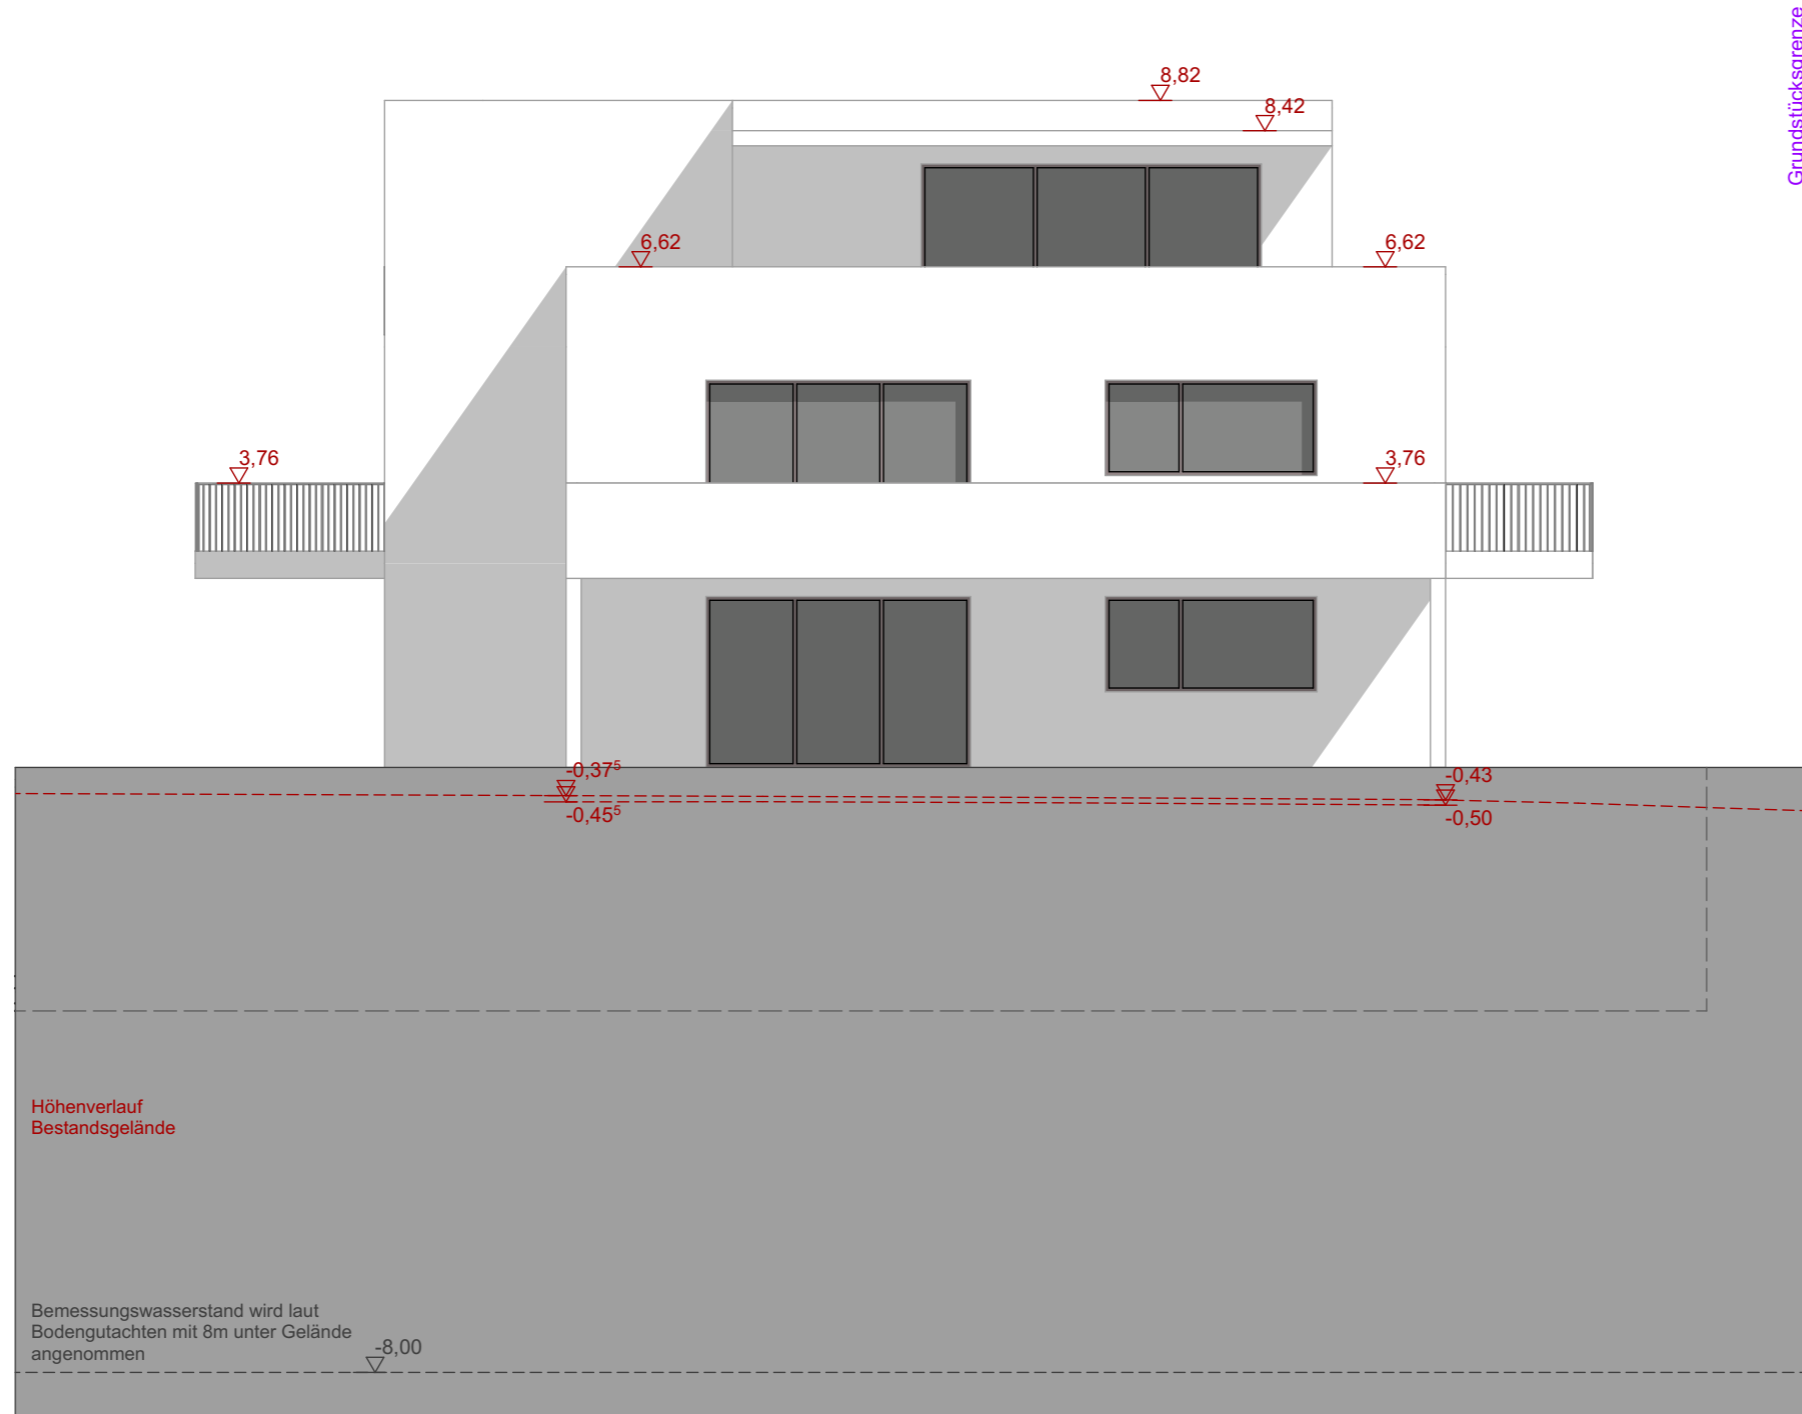 Grundstücksgrenze
8,82
8,42
6,62
6,62
3,76
3,76
-0,37⁵
-0,43
-0,45⁵
-0,50
Höhenverlauf
Bestandsgelände
Bemessungswasserstand wird laut
Bodengutachten mit 8m unter Gelände
angenommen
-8,00